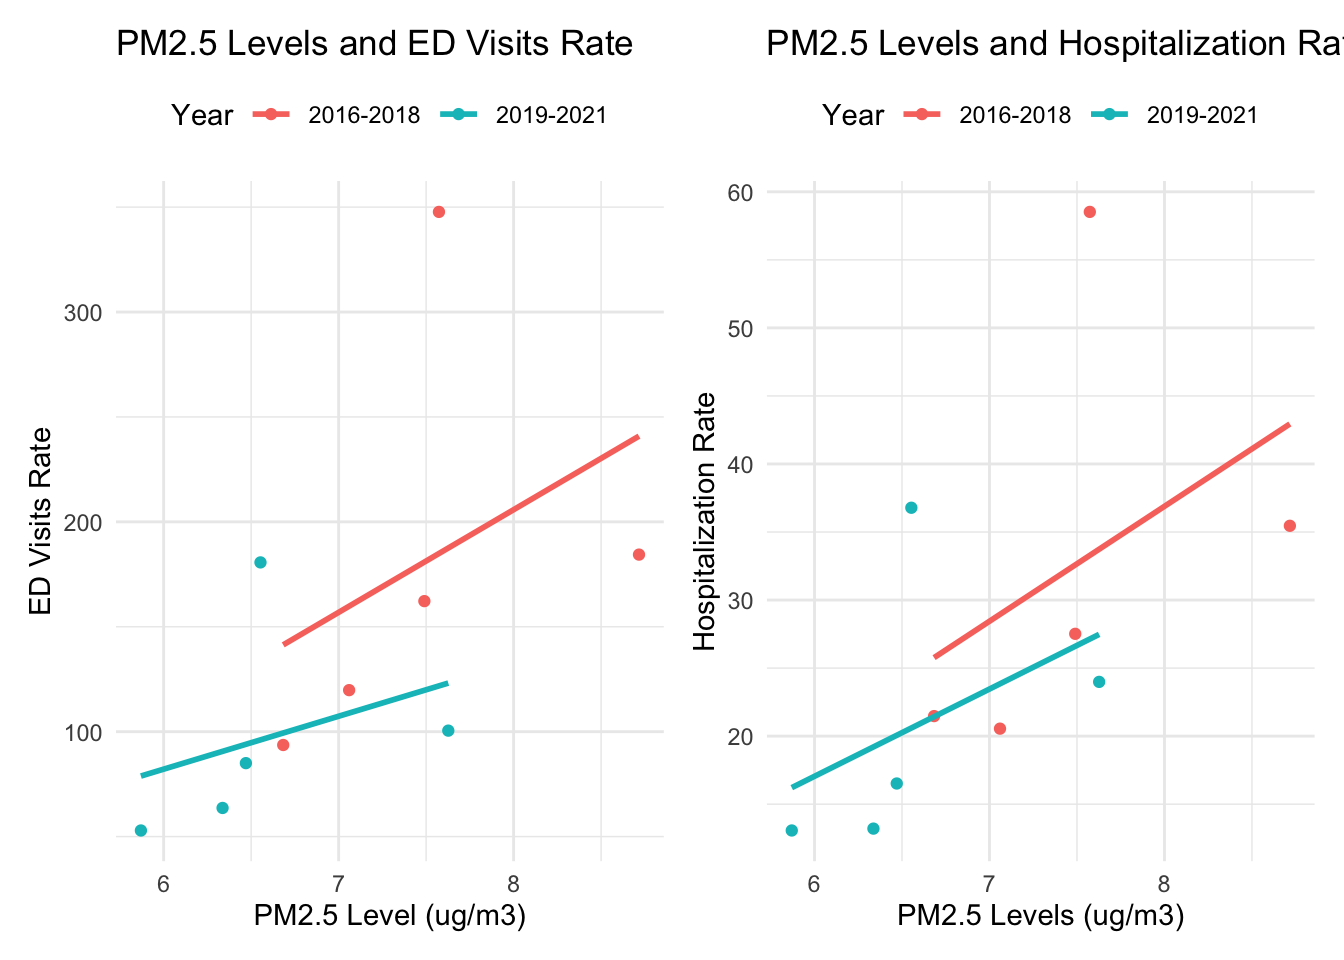 PM2.5 Levels and ED Visits Rate
Year 2016-2018 2019-2021
300
200
100
ED Visits Rate
6 7 8
PM2.5 Level (ug/m3)
PM2.5 Levels and Hospitalization Rat
Year 2016-2018 2019-2021
60
50
40
30
20
Hospitalization Rate
6 7 8
PM2.5 Levels (ug/m3)